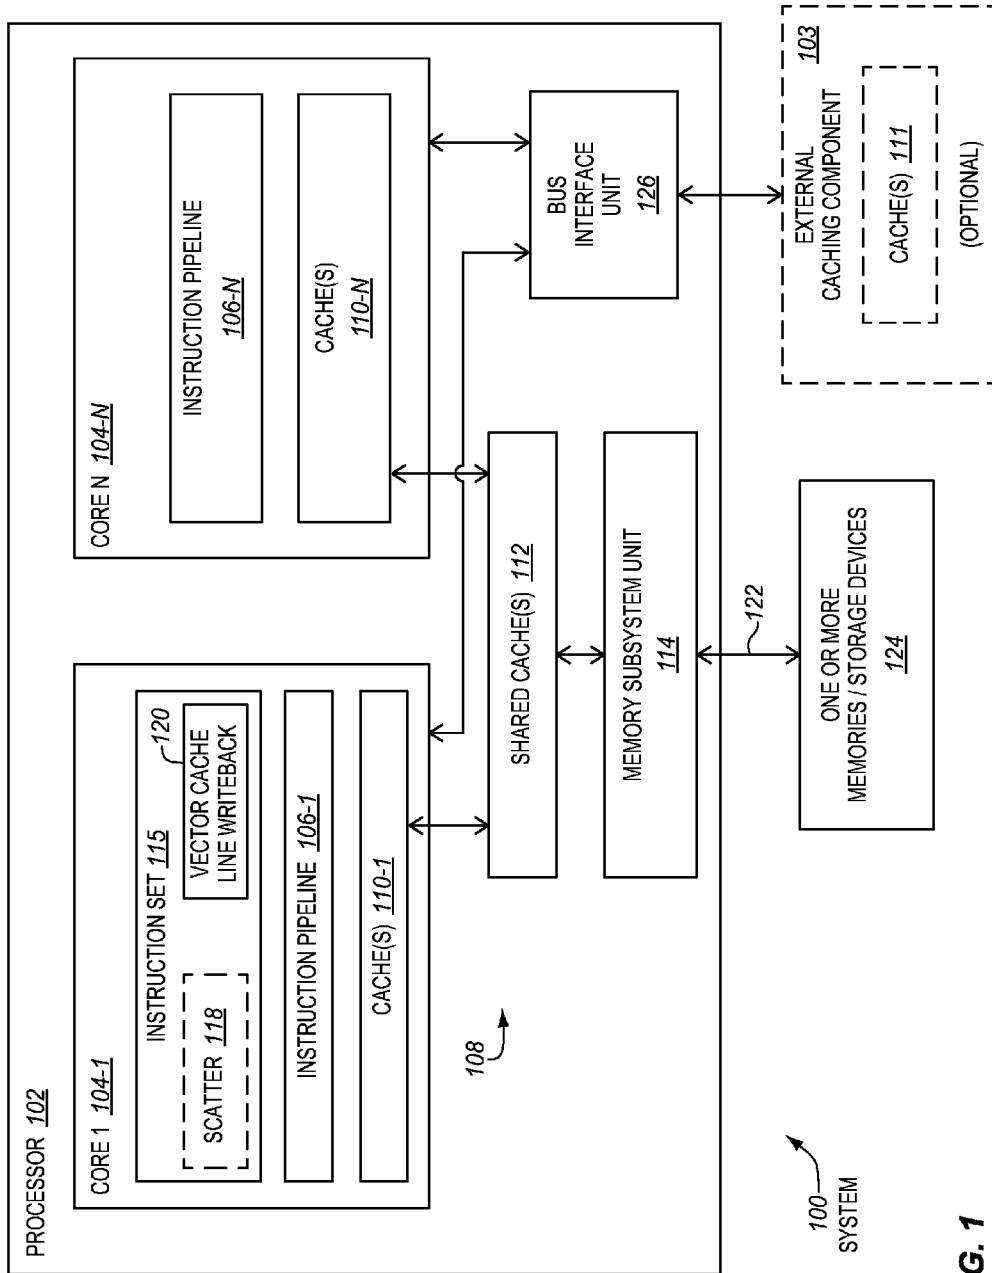 PROCESSOR 102
CORE 1 104-1
INSTRUCTION SET 115
SCATTER 118
VECTOR CACHE
LINE WRITEBACK
120
INSTRUCTION PIPELINE 106-1
CACHE(S) 110-1
CORE N 104-N
INSTRUCTION PIPELINE
106-N
CACHE(S)
110-N
108
SHARED CACHE(S) 112
BUS
INTERFACE
UNIT
126
MEMORY SUBSYSTEM UNIT
114
122
ONE OR MORE
MEMORIES / STORAGE DEVICES
124
103
EXTERNAL
CACHING COMPONENT
CACHE(S)
111
(OPTIONAL)
100
SYSTEM
G. 1